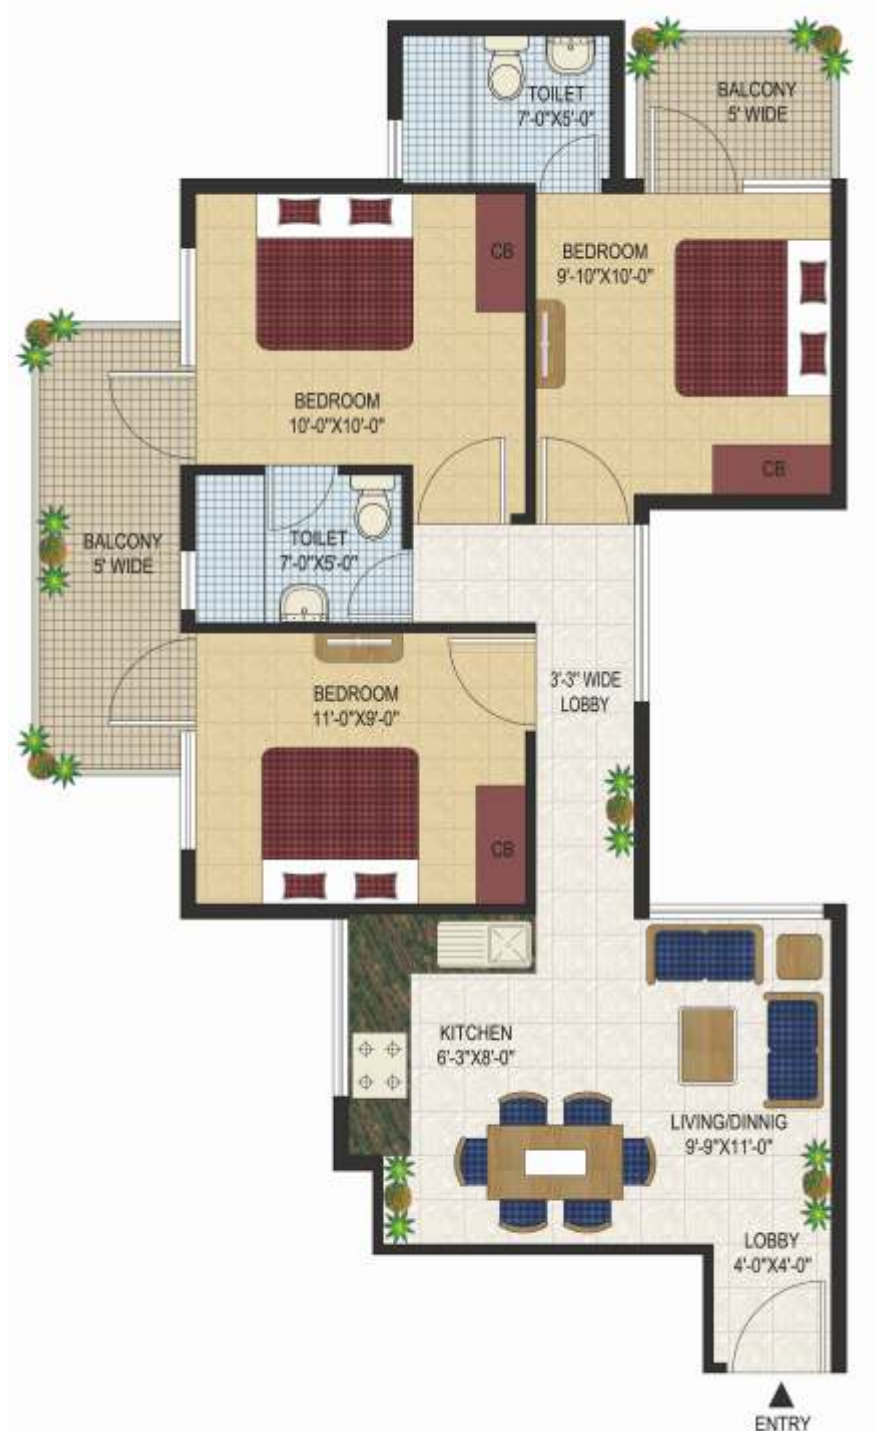 TOILET
7'-0"X5'-0"
BALCONY
5' WIDE
CB
BEDROOM
9'-10"X10'-0"
BEDROOM
10'-0"X10'-0"
CB
BALCONY
5' WIDE
TOILET
7'-0"X5'-0"
3'-3" WIDE
LOBBY
BEDROOM
11'-0"X9'-0"
CB
KITCHEN
6'-3"X8'-0"
LIVING/DINNIG
9'-9"X11'-0"
LOBBY
4'-0"X4'-0"
ENTRY